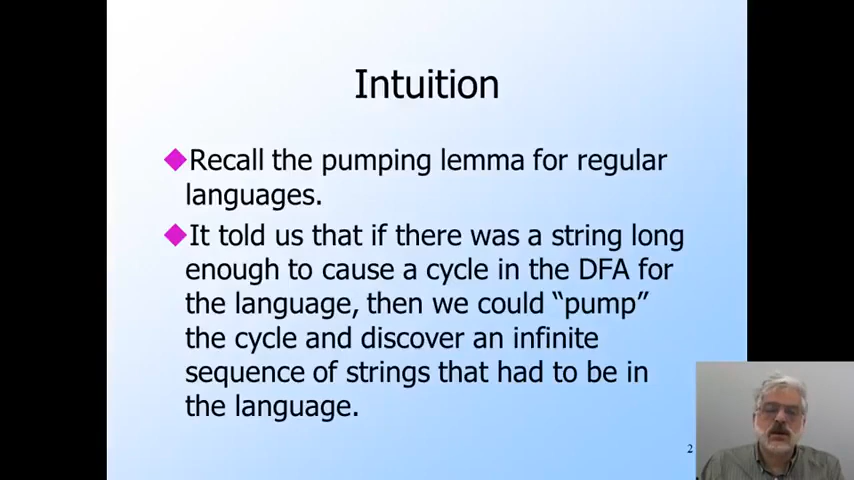 Intuition
Recall the pumping lemma for regular
languages.
It told us that if there was a string long
enough to cause a cycle in the DFA for
the language, then we could “pump”
the cycle and discover an infinite
sequence of strings that had to be in
the language.
2